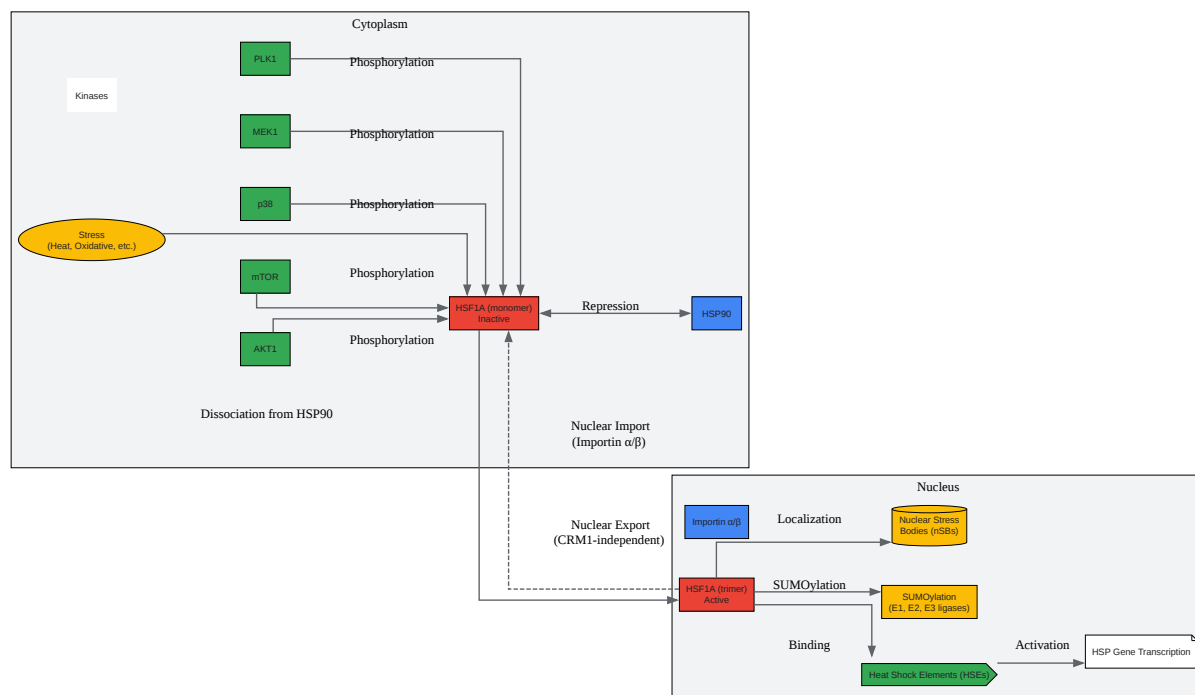 Cytoplasm
PLK1
Phosphorylation
Kinases
MEK1
Phosphorylation
p38
Phosphorylation
Stress
(Heat, Oxidative, etc.)
mTOR
Phosphorylation
HSF1A (monomer)
Inactive
Repression
HSP90
AKT1
Phosphorylation
Dissociation from HSP90
Nuclear Import
(Importin α/β)
Nucleus
Importin α/β
Localization
Nuclear Stress
Bodies (nSBs)
Nuclear Export
(CRM1-independent)
HSF1A (trimer)
Active
SUMOylation
SUMOylation
(E1, E2, E3 ligases)
Binding
Heat Shock Elements (HSEs)
Activation
HSP Gene Transcription